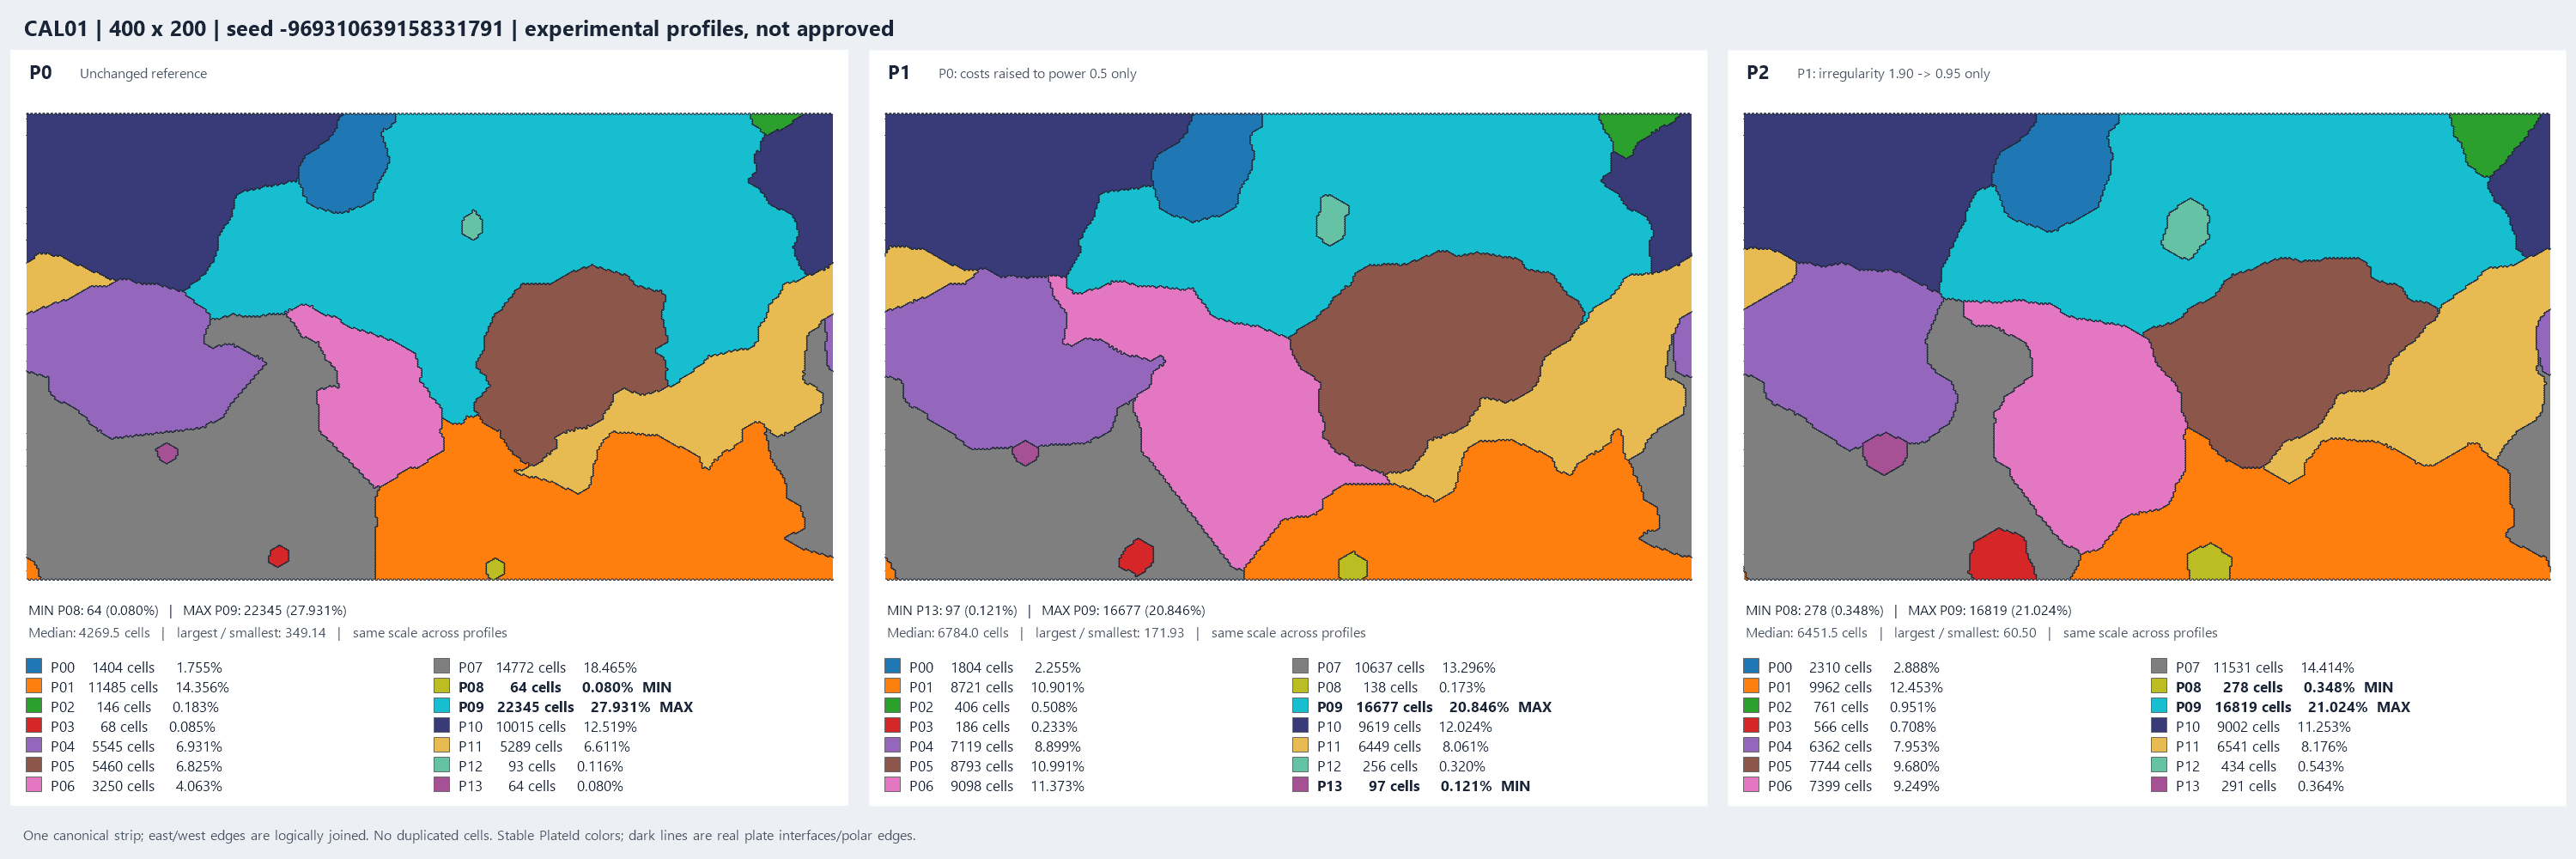 CAL01 | 400 x 200 | seed -969310639158331791 | experimental profiles, not approved
P0 Unchanged reference
MIN P08: 64 (0.080%) | MAX P09: 22345 (27.931%)
Median: 4269.5 cells | largest / smallest: 349.14 | same scale across profiles
P00 1404 cells 1.755%
P01 11485 cells 14.356%
P02 146 cells 0.183%
P03 68 cells 0.085%
P04 5545 cells 6.931%
P05 5460 cells 6.825%
P06 3250 cells 4.063%
P07 14772 cells 18.465%
P08 64 cells 0.080% MIN
P09 22345 cells 27.931% MAX
P10 10015 cells 12.519%
P11 5289 cells 6.611%
P12 93 cells 0.116%
P13 64 cells 0.080%
P1 P0: costs raised to power 0.5 only
MIN P13: 97 (0.121%) | MAX P09: 16677 (20.846%)
Median: 6784.0 cells | largest / smallest: 171.93 | same scale across profiles
P00 1804 cells 2.255%
P01 8721 cells 10.901%
P02 406 cells 0.508%
P03 186 cells 0.233%
P04 7119 cells 8.899%
P05 8793 cells 10.991%
P06 9098 cells 11.373%
P07 10637 cells 13.296%
P08 138 cells 0.173%
P09 16677 cells 20.846% MAX
P10 9619 cells 12.024%
P11 6449 cells 8.061%
P12 256 cells 0.320%
P13 97 cells 0.121% MIN
P2 P1: irregularity 1.90 -> 0.95 only
MIN P08: 278 (0.348%) | MAX P09: 16819 (21.024%)
Median: 6451.5 cells | largest / smallest: 60.50 | same scale across profiles
P00 2310 cells 2.888%
P01 9962 cells 12.453%
P02 761 cells 0.951%
P03 566 cells 0.708%
P04 6362 cells 7.953%
P05 7744 cells 9.680%
P06 7399 cells 9.249%
P07 11531 cells 14.414%
P08 278 cells 0.348% MIN
P09 16819 cells 21.024% MAX
P10 9002 cells 11.253%
P11 6541 cells 8.176%
P12 434 cells 0.543%
P13 291 cells 0.364%
One canonical strip; east/west edges are logically joined. No duplicated cells. Stable PlateId colors; dark lines are real plate interfaces/polar edges.